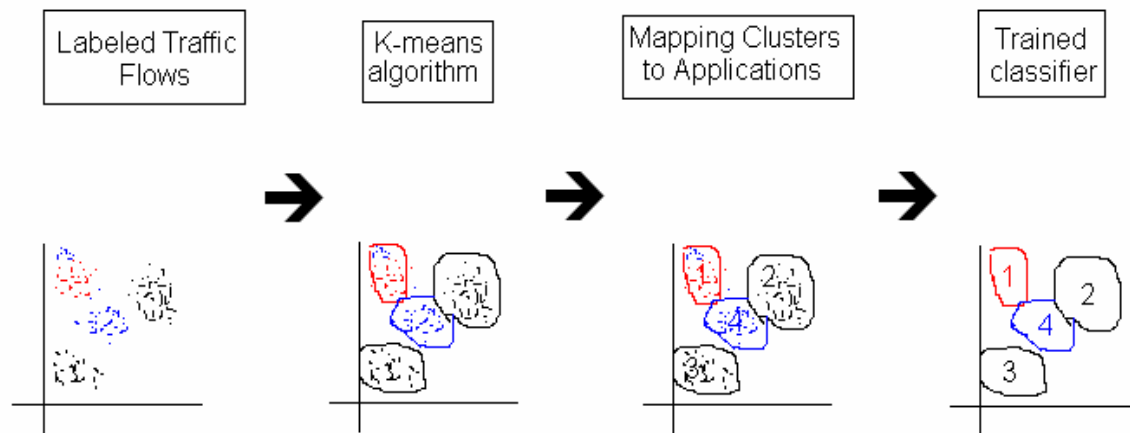 Labeled Traffic
Flows
K-means
algorithm
Mapping Clusters
to Applications
Trained
classifier
1
2
4
3
1
2
4
3